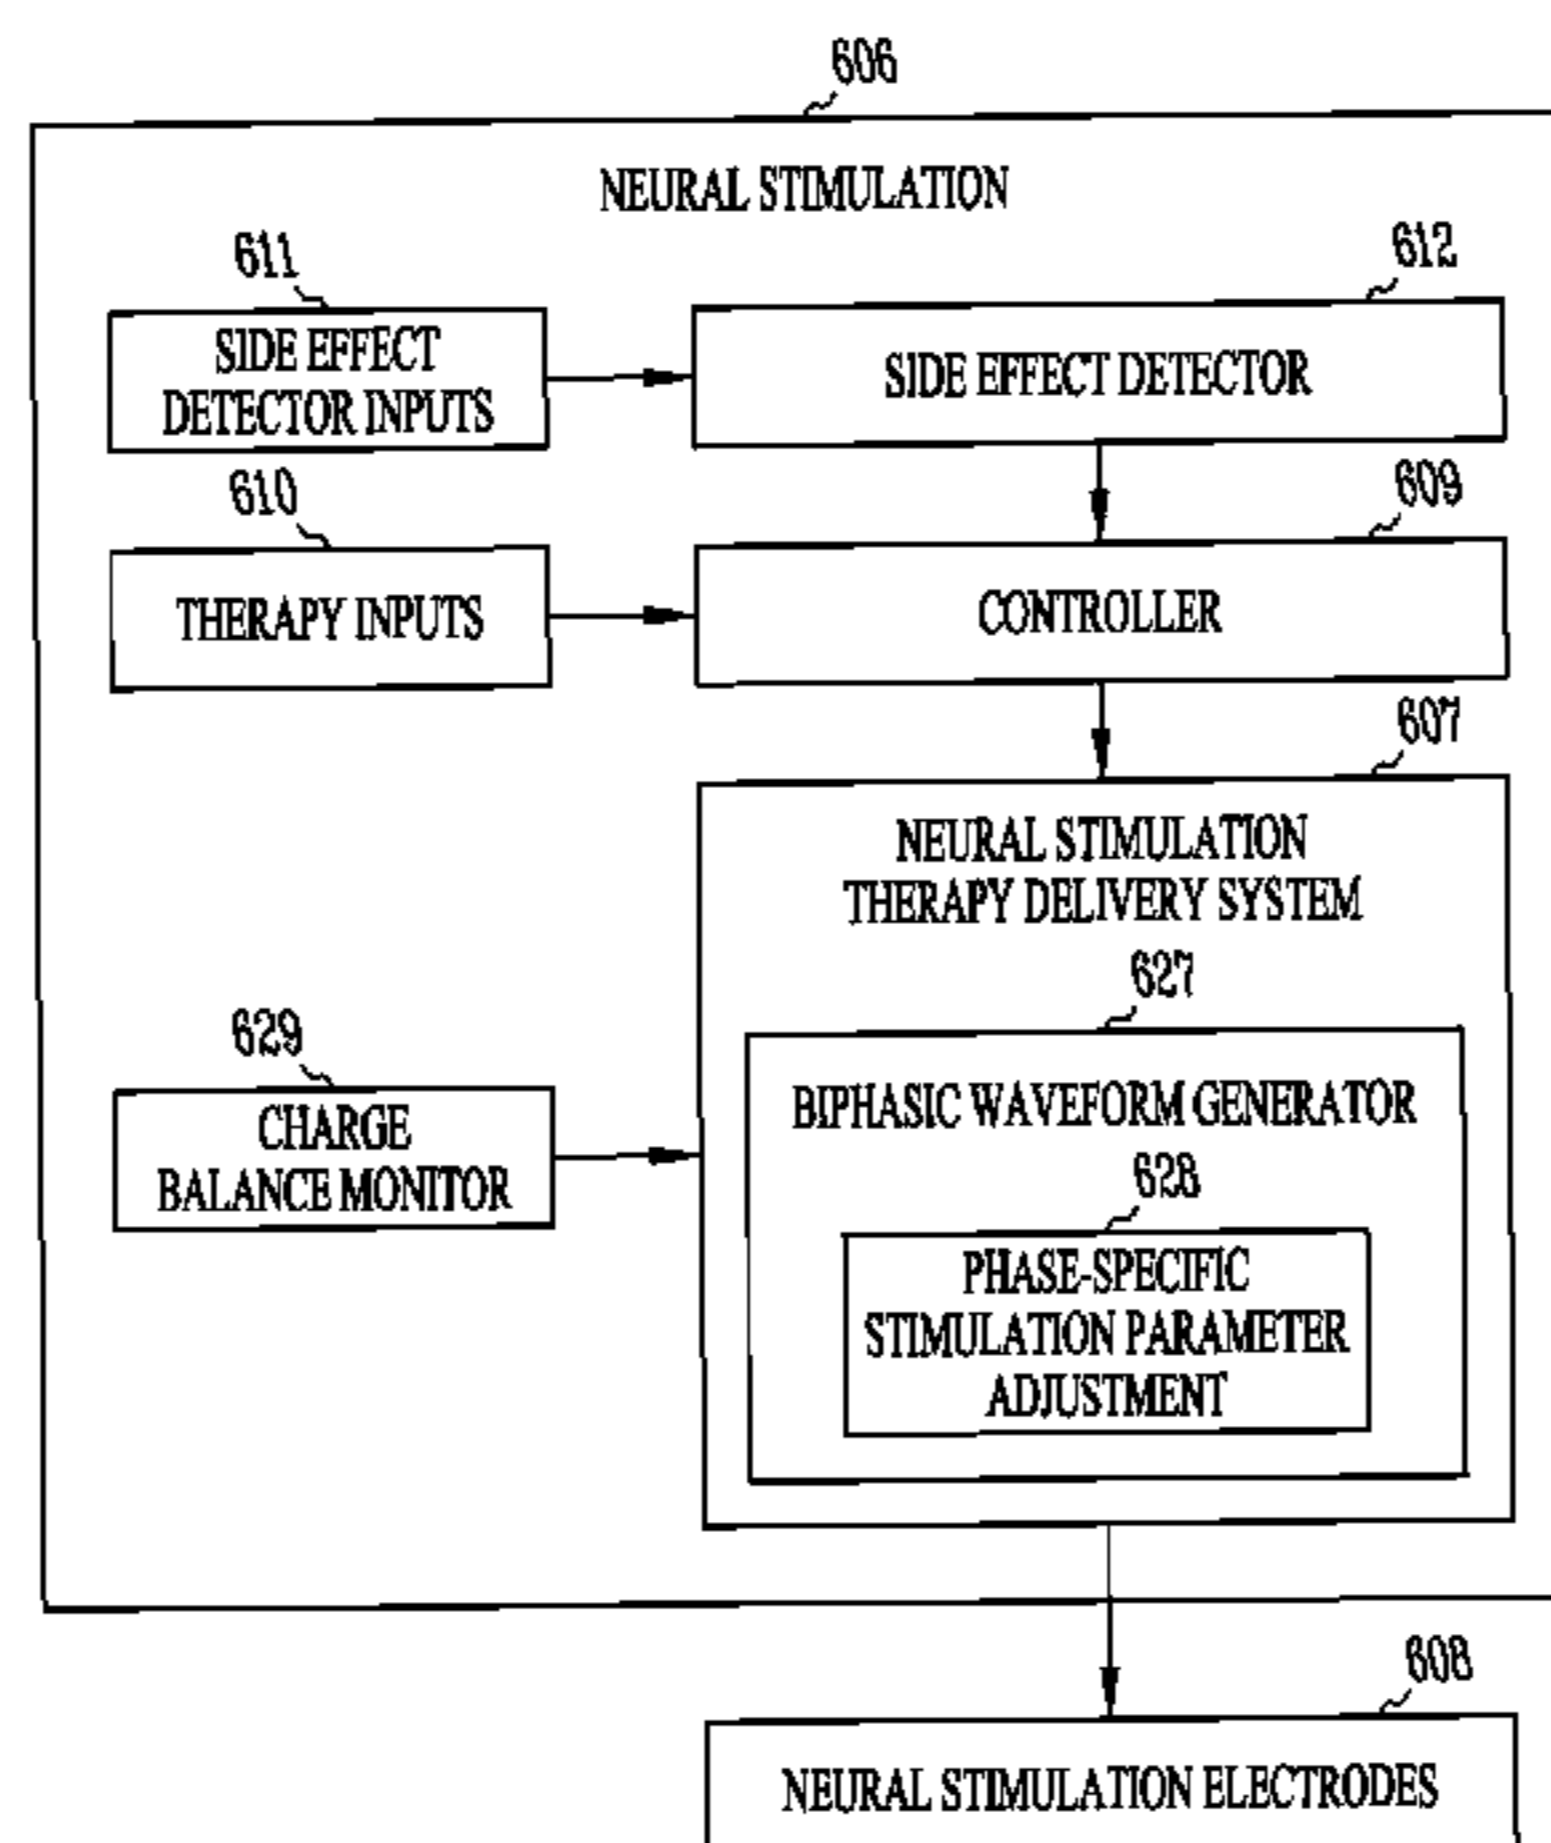 606
NEURAL STIMULATION
611
612
SIDE EFFECT
DETECTOR INPUTS
SIDE EFFECT DETECTOR
610
609
THERAPY INPUTS
CONTROLLER
607
NEURAL STIMULATION
THERAPY DELIVERY SYSTEM
627
629
CHARGE
BALANCE MONITOR
BIPHASIC WAVEFORM GENERATOR
628
PHASE-SPECIFIC
STIMULATION PARAMETER
ADJUSTMENT
608
NEURAL STIMULATION ELECTRODES